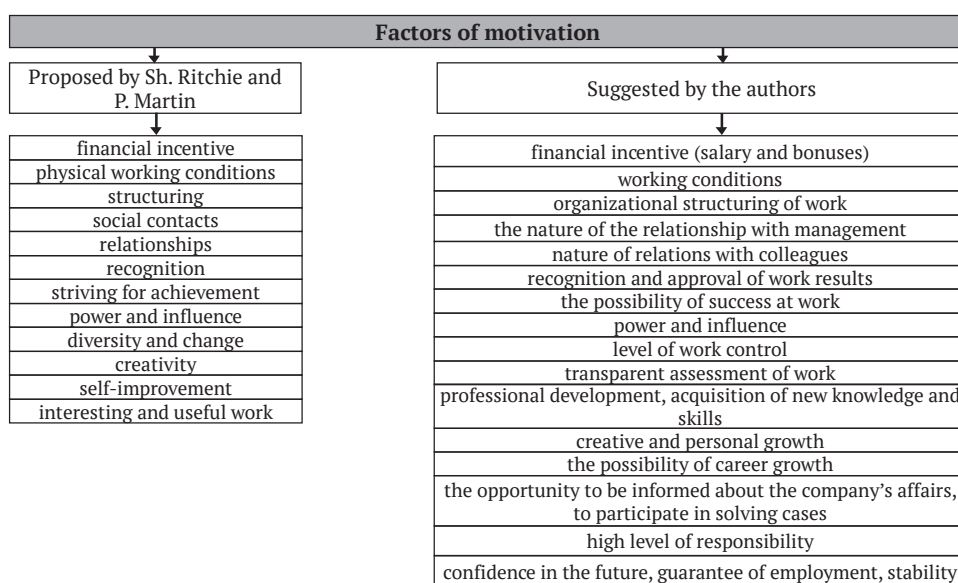 Factors of motivation
Proposed by Sh. Ritchie and
P. Martin
financial incentive
physical working conditions
structuring
social contacts
relationships
recognition
striving for achievement
power and influence
diversity and change
creativity
self-improvement
interesting and useful work
Suggested by the authors
financial incentive (salary and bonuses)
working conditions
organizational structuring of work
the nature of the relationship with management
nature of relations with colleagues
recognition and approval of work results
the possibility of success at work
power and influence
level of work control
transparent assessment of work
professional development, acquisition of new knowledge and
skills
creative and personal growth
the possibility of career growth
the opportunity to be informed about the company's affairs,
to participate in solving cases
high level of responsibility
confidence in the future, guarantee of employment, stability